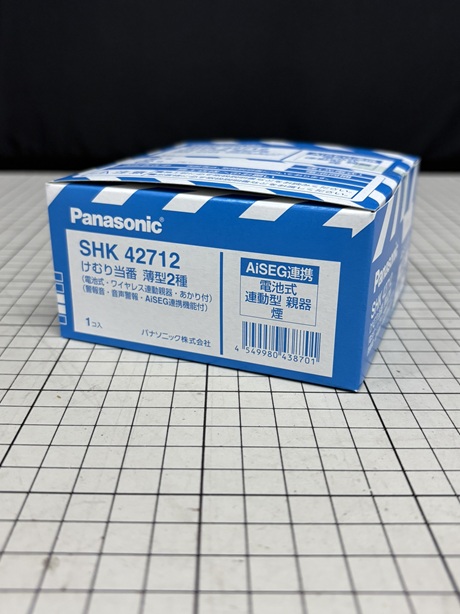 Panasonic
SHK 42712
けむり当番 薄型2種
(電池式・ワイヤレス連動親器・あかり付)
(警報音・音声警報・AiSEG連携機能付)
1コ入
パナソニック株式会社
AiSEG連携
電池式
連動型 親器
煙
4 549980 438701